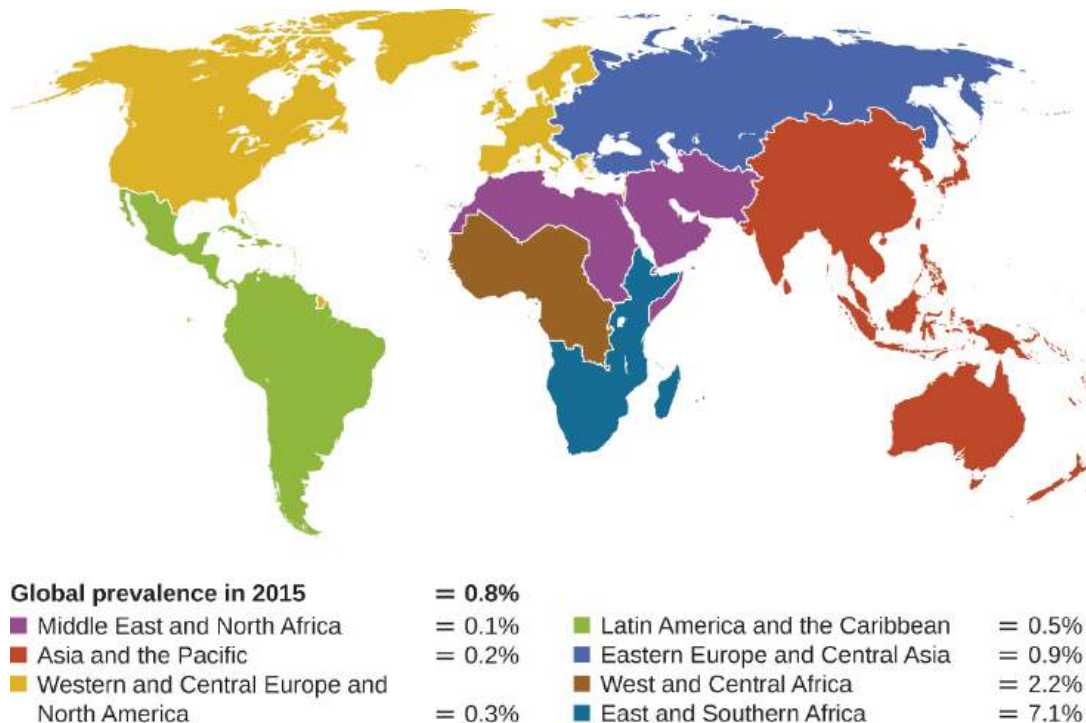 Global prevalence in 2015 = 0.8%
Middle East and North Africa = 0.1%
Asia and the Pacific = 0.2%
Western and Central Europe and
North America = 0.3%
Latin America and the Caribbean = 0.5%
Eastern Europe and Central Asia = 0.9%
West and Central Africa = 2.2%
East and Southern Africa = 7.1%